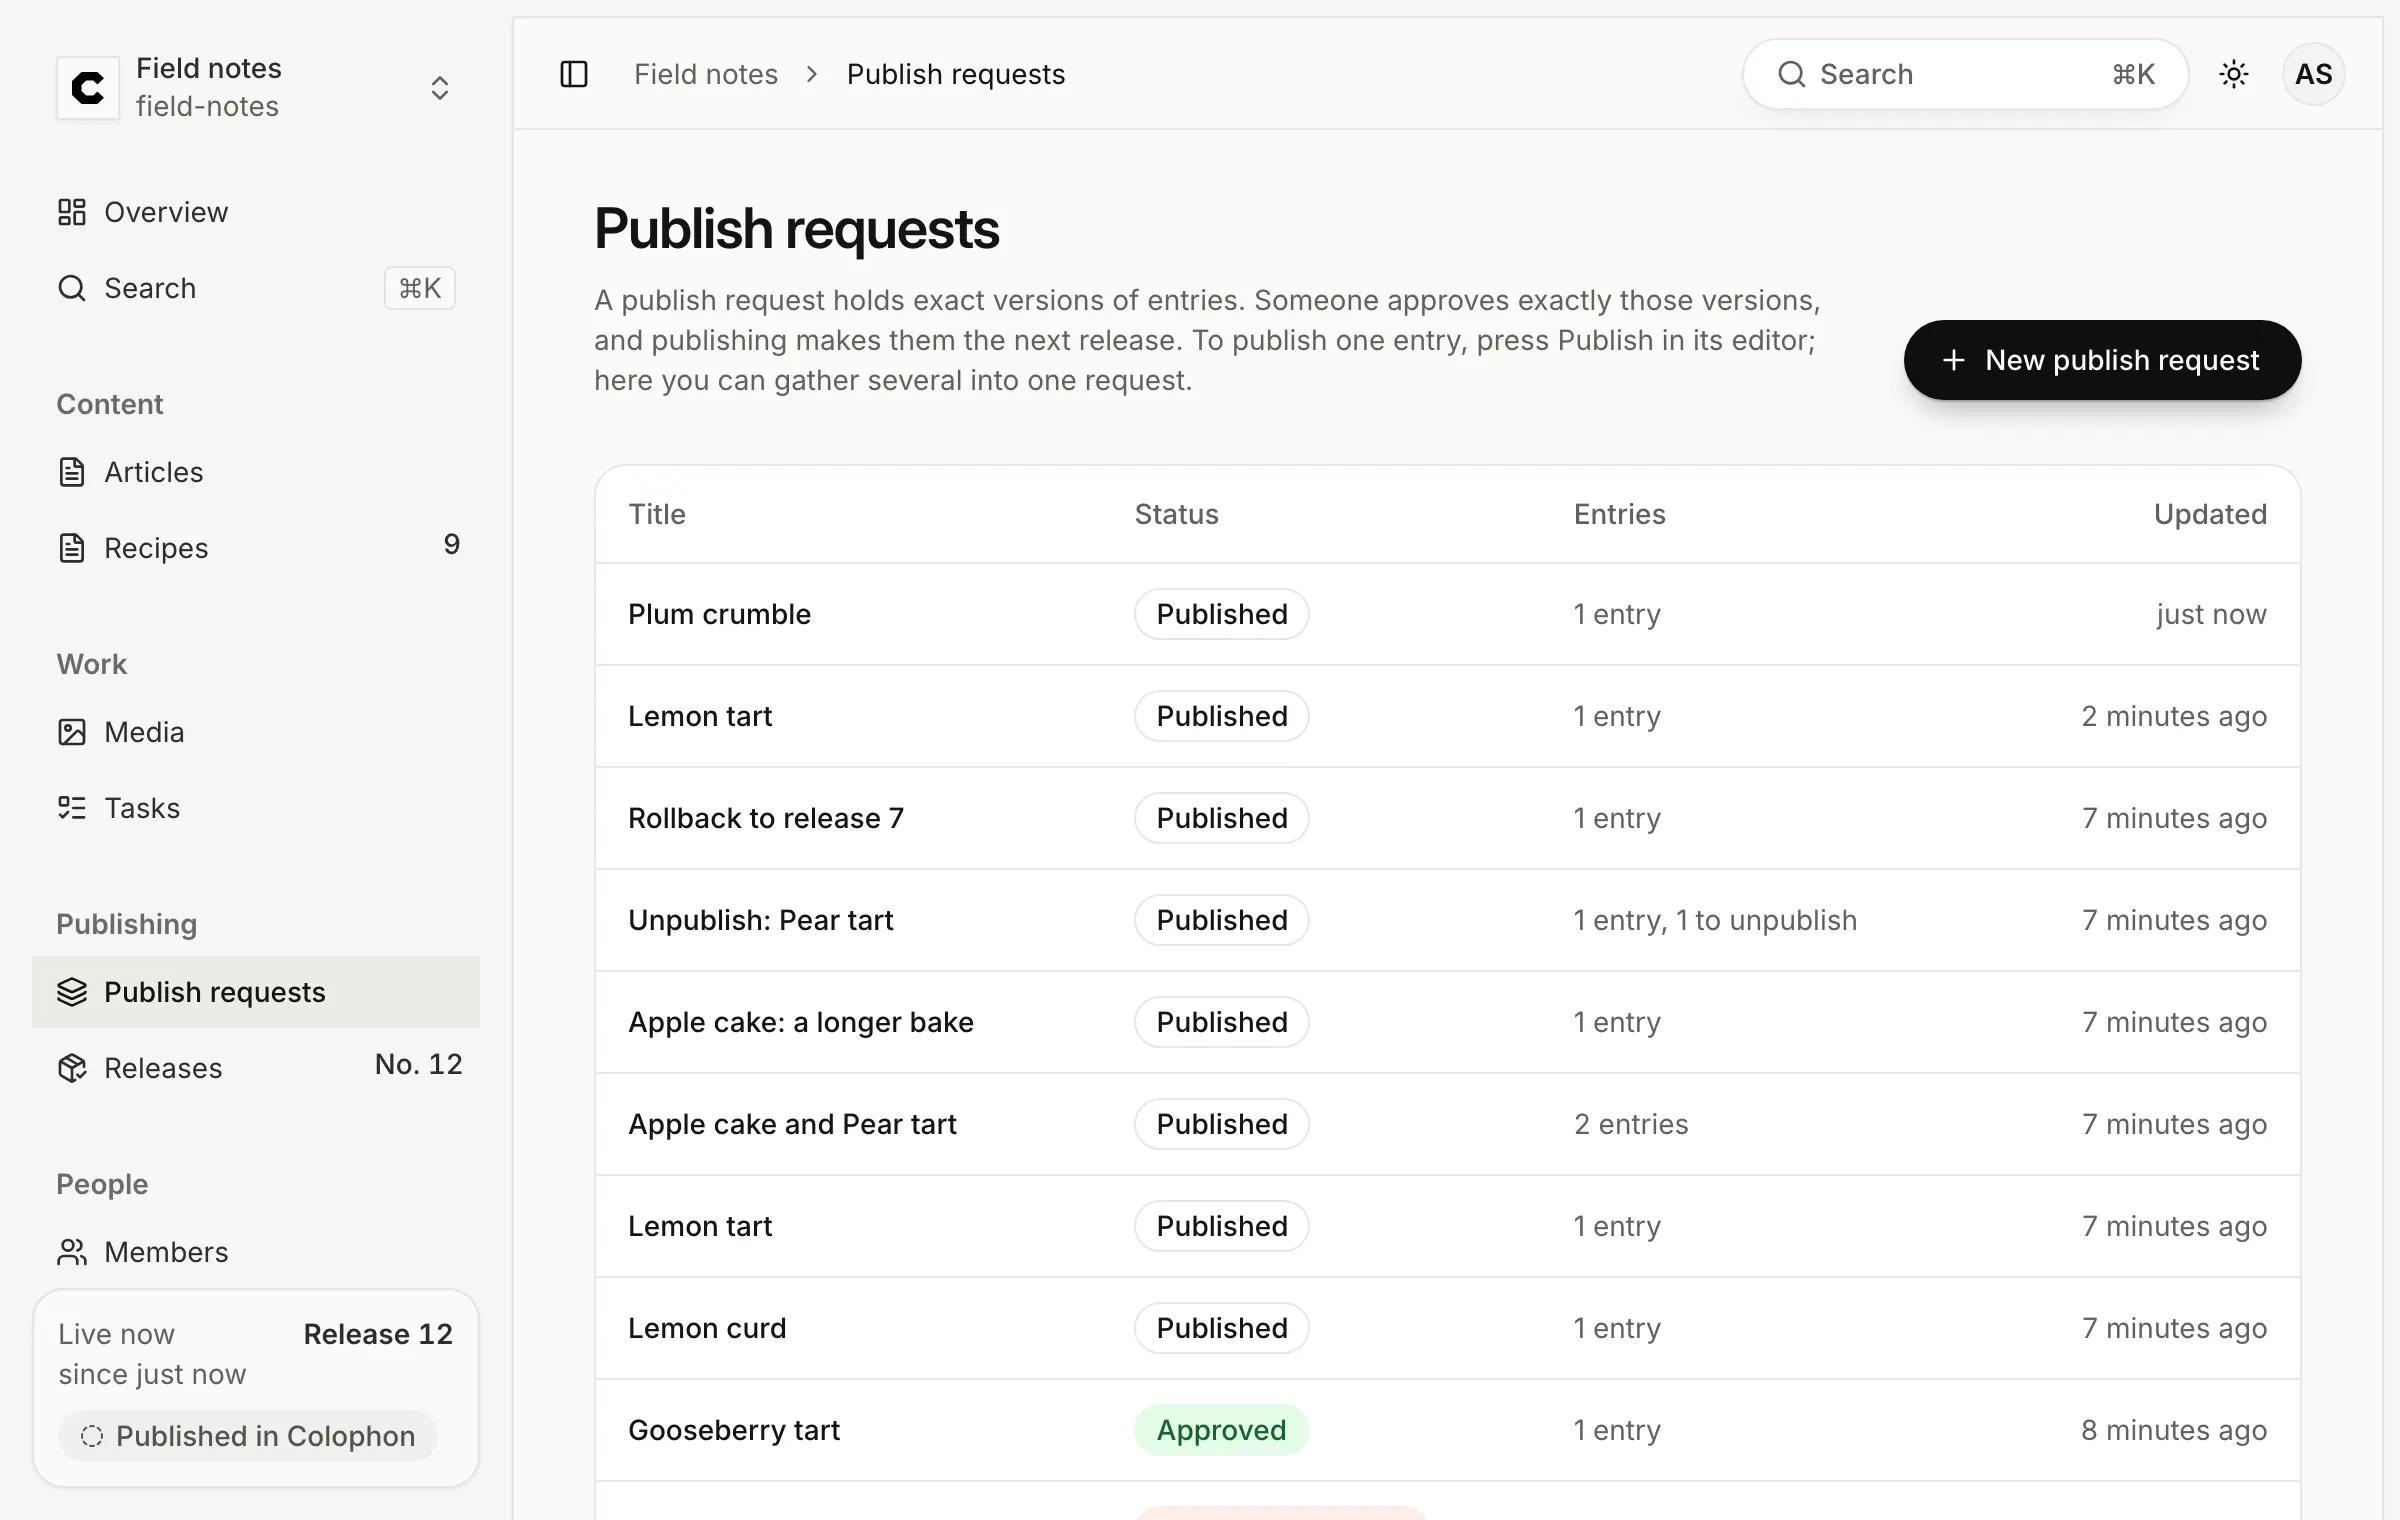 Field notes
field-notes
Overview
Search ⌘K
Content
Articles
Recipes 9
Work
Media
Tasks
Publishing
Publish requests
Releases No. 12
People
Members
Live now Release 12
since just now
Published in Colophon
Field notes > Publish requests
Search ⌘K
AS
Publish requests
A publish request holds exact versions of entries. Someone approves exactly those versions,
and publishing makes them the next release. To publish one entry, press Publish in its editor;
here you can gather several into one request.
+ New publish request
Title Status Entries Updated
Plum crumble Published 1 entry just now
Lemon tart Published 1 entry 2 minutes ago
Rollback to release 7 Published 1 entry 7 minutes ago
Unpublish: Pear tart Published 1 entry, 1 to unpublish 7 minutes ago
Apple cake: a longer bake Published 1 entry 7 minutes ago
Apple cake and Pear tart Published 2 entries 7 minutes ago
Lemon tart Published 1 entry 7 minutes ago
Lemon curd Published 1 entry 7 minutes ago
Gooseberry tart Approved 1 entry 8 minutes ago